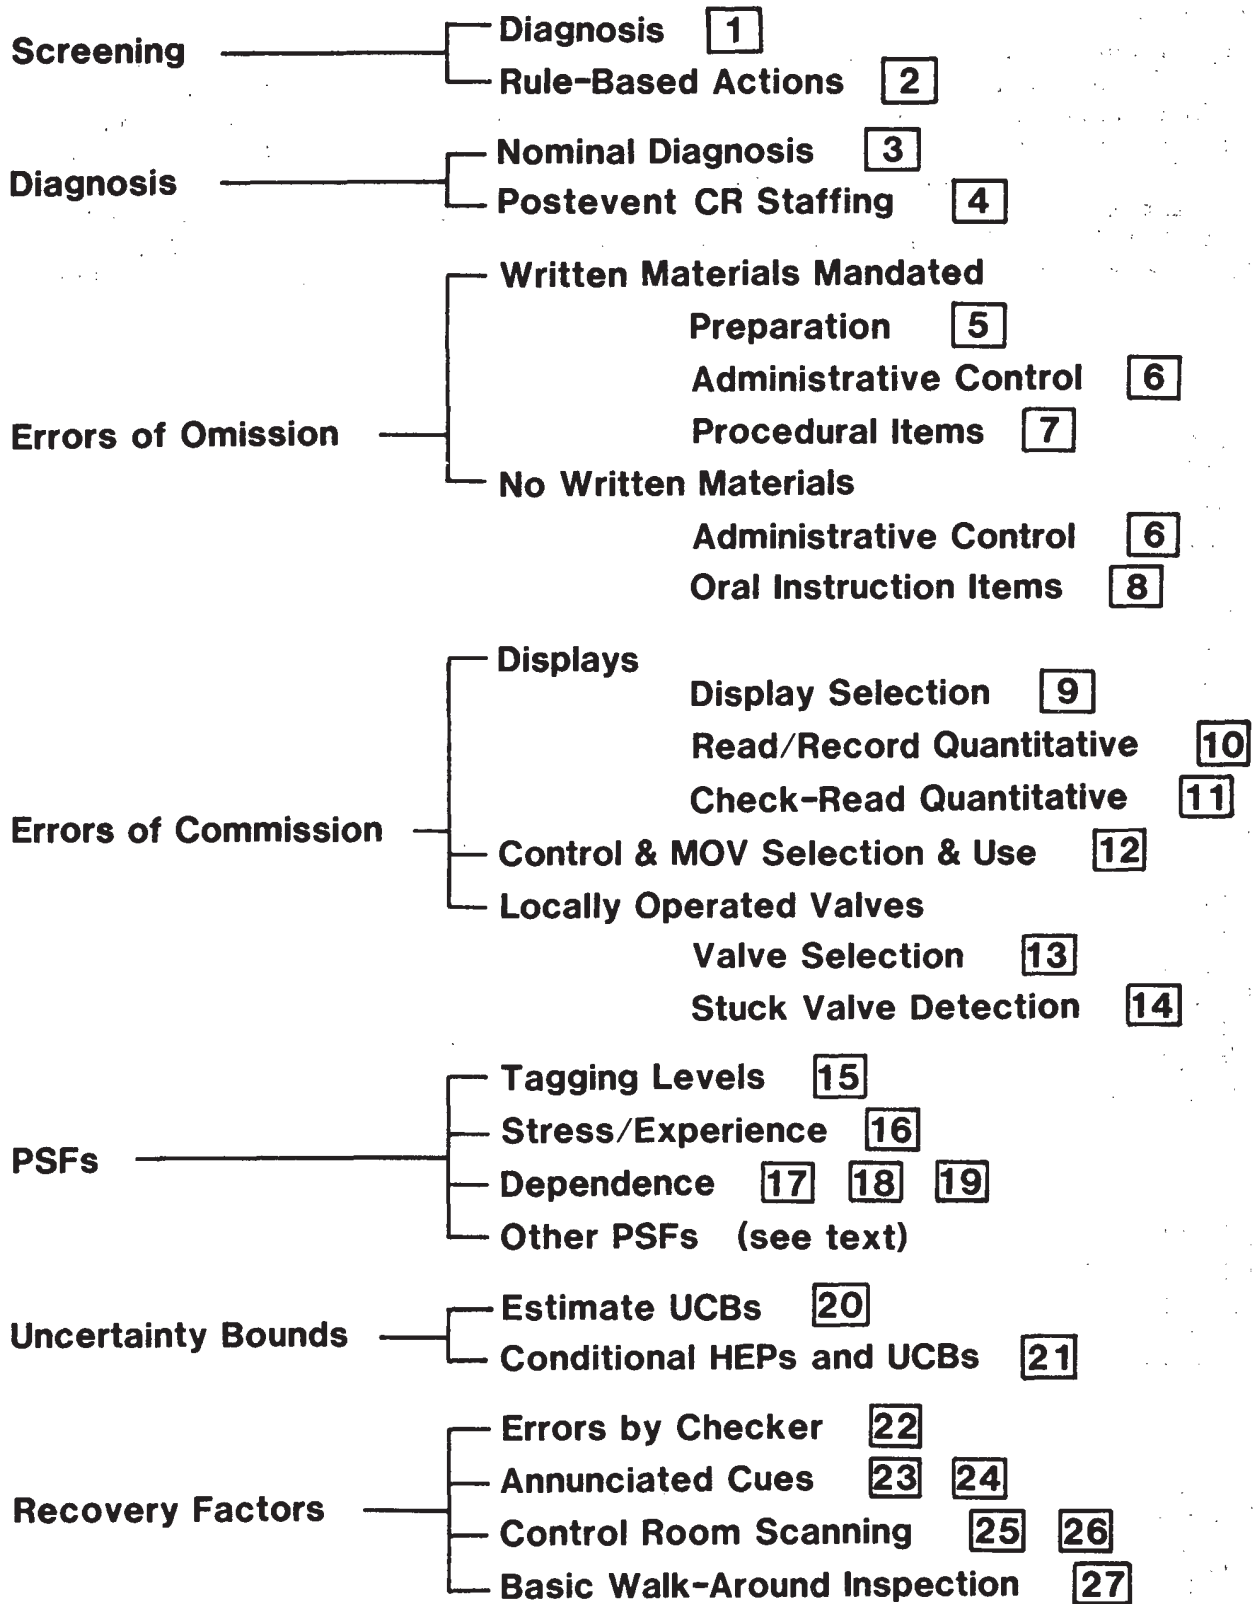 Screening
Diagnosis 1
Rule-Based Actions 2
Diagnosis
Nominal Diagnosis 3
Postevent CR Staffing 4
Errors of Omission
Written Materials Mandated
Preparation 5
Administrative Control 6
Procedural Items 7
No Written Materials
Administrative Control 6
Oral Instruction Items 8
Errors of Commission
Displays
Display Selection 9
Read/Record Quantitative 10
Check-Read Quantitative 11
Control & MOV Selection & Use 12
Locally Operated Valves
Valve Selection 13
Stuck Valve Detection 14
PSFs
Tagging Levels 15
Stress/Experience 16
Dependence 17 18 19
Other PSFs (see text)
Uncertainty Bounds
Estimate UCBs 20
Conditional HEPs and UCBs 21
Recovery Factors
Errors by Checker 22
Annunciated Cues 23 24
Control Room Scanning 25 26
Basic Walk-Around Inspection 27